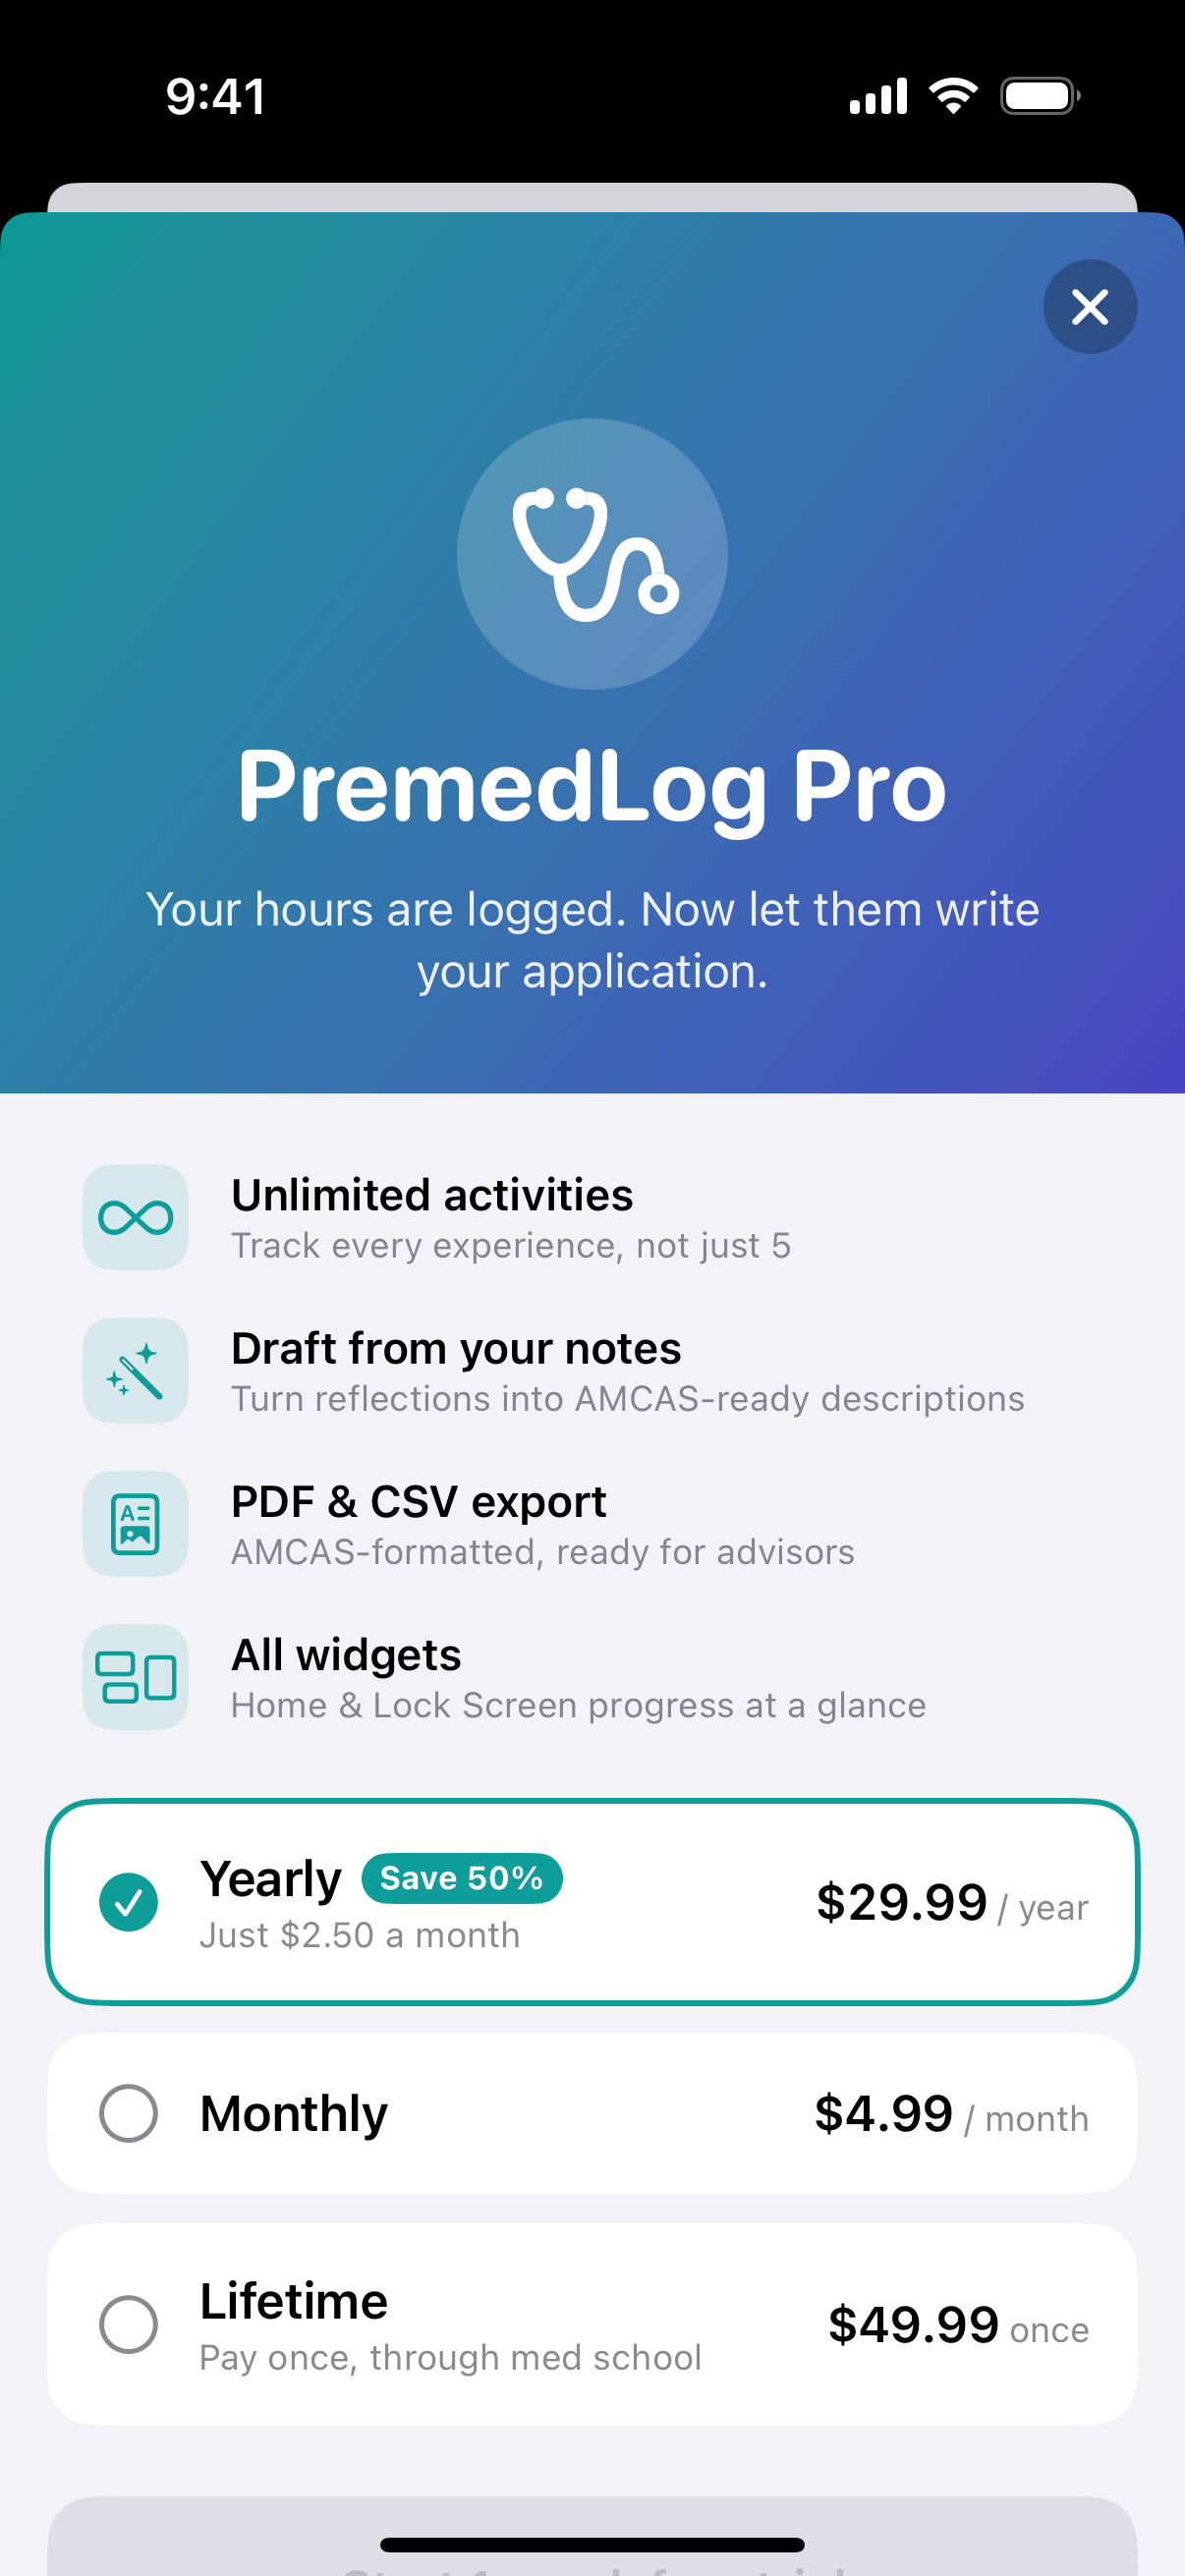 9:41
PremedLog Pro
Your hours are logged. Now let them write
your application.
Unlimited activities
Track every experience, not just 5
Draft from your notes
Turn reflections into AMCAS-ready descriptions
PDF & CSV export
AMCAS-formatted, ready for advisors
All widgets
Home & Lock Screen progress at a glance
Yearly Save 50%
Just $2.50 a month
$29.99 / year
Monthly
$4.99 / month
Lifetime
Pay once, through med school
$49.99 once